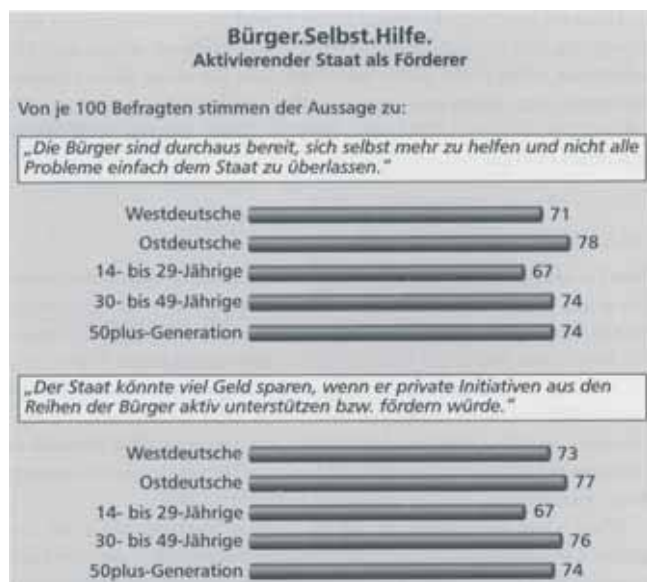 Bürger.Selbst.Hilfe.
Aktivierender Staat als Förderer
Von je 100 Befragten stimmen der Aussage zu:
„Die Bürger sind durchaus bereit, sich selbst mehr zu helfen und nicht alle
Probleme einfach dem Staat zu überlassen.“
Westdeutsche 71
Ostdeutsche 78
14- bis 29-Jährige 67
30- bis 49-Jährige 74
50plus-Generation 74
„Der Staat könnte viel Geld sparen, wenn er private Initiativen aus den
Reihen der Bürger aktiv unterstützen bzw. fördern würde.“
Westdeutsche 73
Ostdeutsche 77
14- bis 29-Jährige 67
30- bis 49-Jährige 76
50plus-Generation 74